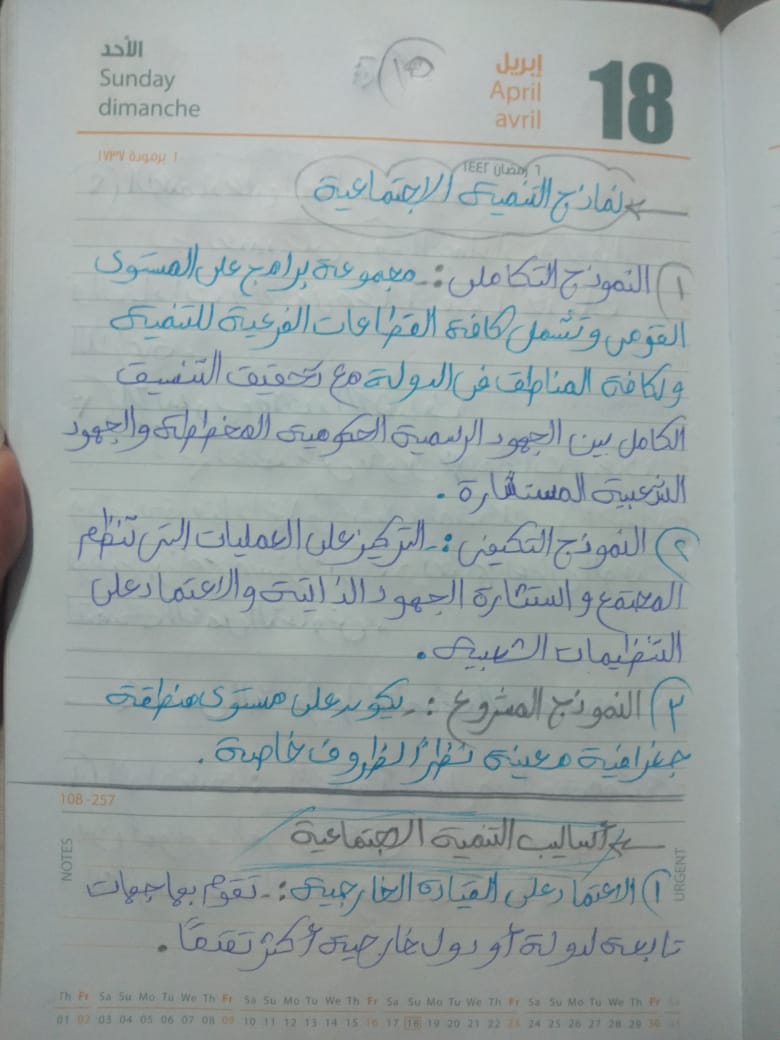 الأحد
Sunday
dimanche
إبريل
April
avril
18
١ برمودة ١٧٣٧
٦ رمضان ١٤٤٢
نماذج التنمية الاجتماعية
١) النموذج التكاملى :- مجموعة برامج على المستوى
القومى وتشمل كافة القطاعات الفرعية للتنمية
ولكافة المناطق فى الدولة مع تحقيق التنسيق
الكامل بين الجهود الرسمية الحكومية المخططة والجهود
الشعبية المستشارة .
٢) النموذج التكيفى :- التركيز على العمليات التى تنظم
المجتمع واستشارة الجهود الذاتية والاعتماد على
التنظيمات الشعبية .
٣) النموذج المشروع :- يكون على مستوى منطقة
جغرافية معينة نظراً لظروف خاصة .
108-257
أساليب التنمية الاجتماعية
NOTES
URGENT
١) الاعتماد على القيادة الخارجية :- تقوم بها جهات
تابعة لدولة أو دول خارجية أكثر تقدمًا .
Th Fr Sa Su Mo Tu We Th Fr Sa Su Mo Tu We Th Fr Sa Su Mo Tu We Th Fr Sa Su Mo Tu We Th Fr Sa
01 02 03 04 05 06 07 08 09 10 11 12 13 14 15 16 17 18 19 20 21 22 23 24 25 26 27 28 29 30 31